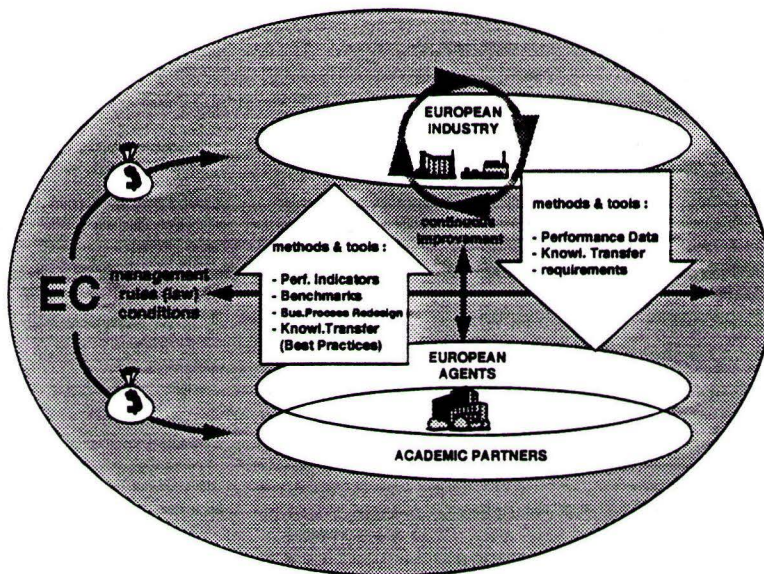 EUROPEAN
INDUSTRY
continuous
improvement
methods & tools :
- Performance Data
- Knowl. Transfer
- requirements
methods & tools :
- Perf. Indicators
- Benchmarks
- Bus.Process Redesign
- Knowl.Transfer
(Best Practices)
EC
management
rules (law)
conditions
EUROPEAN
AGENTS
ACADEMIC PARTNERS